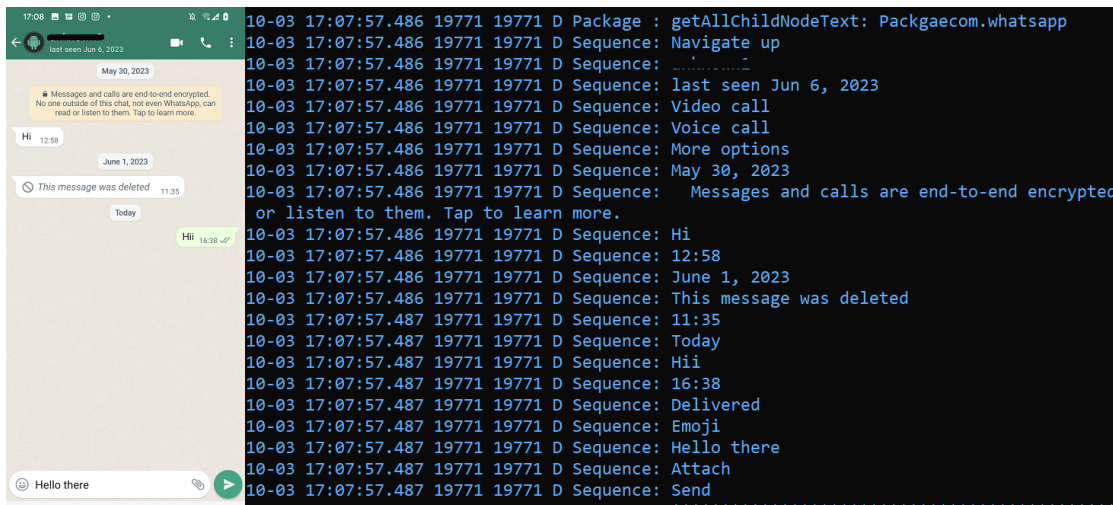 17:08
last seen Jun 6, 2023
May 30, 2023
Messages and calls are end-to-end encrypted.
No one outside of this chat, not even WhatsApp, can
read or listen to them. Tap to learn more.
Hi 12:58
June 1, 2023
This message was deleted 11:35
Today
Hii 16:38
Hello there
10-03 17:07:57.486 19771 19771 D Package : getAllChildNodeText: Packgaecom.whatsapp
10-03 17:07:57.486 19771 19771 D Sequence: Navigate up
10-03 17:07:57.486 19771 19771 D Sequence:
10-03 17:07:57.486 19771 19771 D Sequence: last seen Jun 6, 2023
10-03 17:07:57.486 19771 19771 D Sequence: Video call
10-03 17:07:57.486 19771 19771 D Sequence: Voice call
10-03 17:07:57.486 19771 19771 D Sequence: More options
10-03 17:07:57.486 19771 19771 D Sequence: May 30, 2023
10-03 17:07:57.486 19771 19771 D Sequence: Messages and calls are end-to-end encrypted
or listen to them. Tap to learn more.
10-03 17:07:57.486 19771 19771 D Sequence: Hi
10-03 17:07:57.486 19771 19771 D Sequence: 12:58
10-03 17:07:57.486 19771 19771 D Sequence: June 1, 2023
10-03 17:07:57.486 19771 19771 D Sequence: This message was deleted
10-03 17:07:57.487 19771 19771 D Sequence: 11:35
10-03 17:07:57.487 19771 19771 D Sequence: Today
10-03 17:07:57.487 19771 19771 D Sequence: Hii
10-03 17:07:57.487 19771 19771 D Sequence: 16:38
10-03 17:07:57.487 19771 19771 D Sequence: Delivered
10-03 17:07:57.487 19771 19771 D Sequence: Emoji
10-03 17:07:57.487 19771 19771 D Sequence: Hello there
10-03 17:07:57.487 19771 19771 D Sequence: Attach
10-03 17:07:57.487 19771 19771 D Sequence: Send